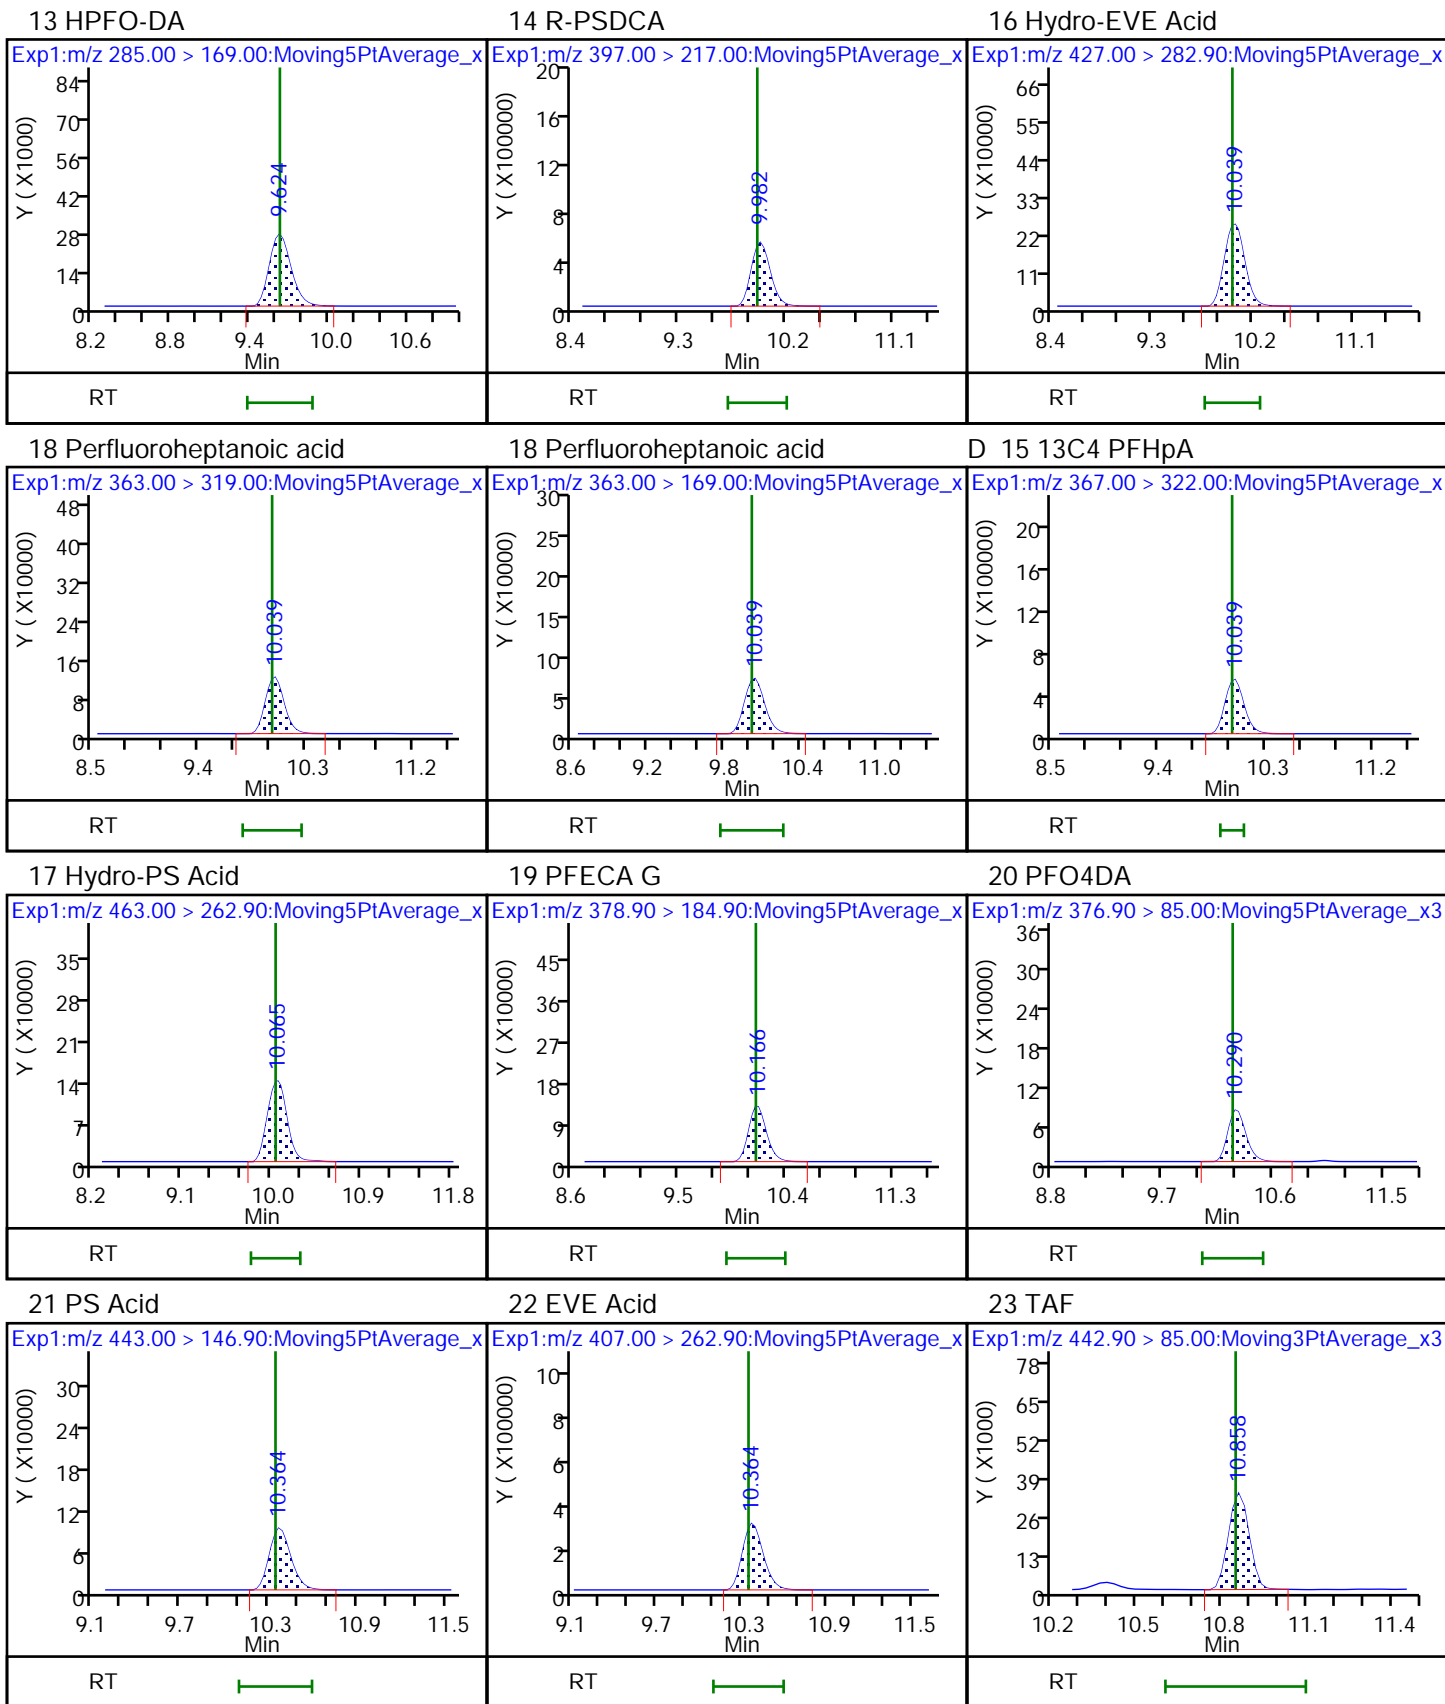 13 HPFO-DA
Exp1:m/z 285.00 > 169.00:Moving5PtAverage_x
Y ( X1000)
84
70
56
42
28
14
0
9.624
8.2 8.8 9.4 10.0 10.6
Min
RT
14 R-PSDCA
Exp1:m/z 397.00 > 217.00:Moving5PtAverage_x
Y ( X100000)
20
16
12
8
4
0
9.982
8.4 9.3 10.2 11.1
Min
RT
16 Hydro-EVE Acid
Exp1:m/z 427.00 > 282.90:Moving5PtAverage_x
Y ( X10000)
66
55
44
33
22
11
0
10.039
8.4 9.3 10.2 11.1
Min
RT
18 Perfluoroheptanoic acid
Exp1:m/z 363.00 > 319.00:Moving5PtAverage_x
Y ( X10000)
48
40
32
24
16
8
0
10.039
8.5 9.4 10.3 11.2
Min
RT
18 Perfluoroheptanoic acid
Exp1:m/z 363.00 > 169.00:Moving5PtAverage_x
Y ( X10000)
30
25
20
15
10
5
0
10.039
8.6 9.2 9.8 10.4 11.0
Min
RT
D 15 13C4 PFHpA
Exp1:m/z 367.00 > 322.00:Moving5PtAverage_x
Y ( X100000)
20
16
12
8
4
0
10.039
8.5 9.4 10.3 11.2
Min
RT
17 Hydro-PS Acid
Exp1:m/z 463.00 > 262.90:Moving5PtAverage_x
Y ( X10000)
35
28
21
14
7
0
10.065
8.2 9.1 10.0 10.9 11.8
Min
RT
19 PFECA G
Exp1:m/z 378.90 > 184.90:Moving5PtAverage_x
Y ( X10000)
45
36
27
18
9
0
10.166
8.6 9.5 10.4 11.3
Min
RT
20 PFO4DA
Exp1:m/z 376.90 > 85.00:Moving5PtAverage_x3
Y ( X10000)
36
30
24
18
12
6
0
10.290
8.8 9.7 10.6 11.5
Min
RT
21 PS Acid
Exp1:m/z 443.00 > 146.90:Moving5PtAverage_x
Y ( X10000)
30
24
18
12
6
0
10.364
9.1 9.7 10.3 10.9 11.5
Min
RT
22 EVE Acid
Exp1:m/z 407.00 > 262.90:Moving5PtAverage_x
Y ( X100000)
10
8
6
4
2
0
10.364
9.1 9.7 10.3 10.9 11.5
Min
RT
23 TAF
Exp1:m/z 442.90 > 85.00:Moving3PtAverage_x3
Y ( X1000)
78
65
52
39
26
13
0
10.858
10.2 10.5 10.8 11.1 11.4
Min
RT